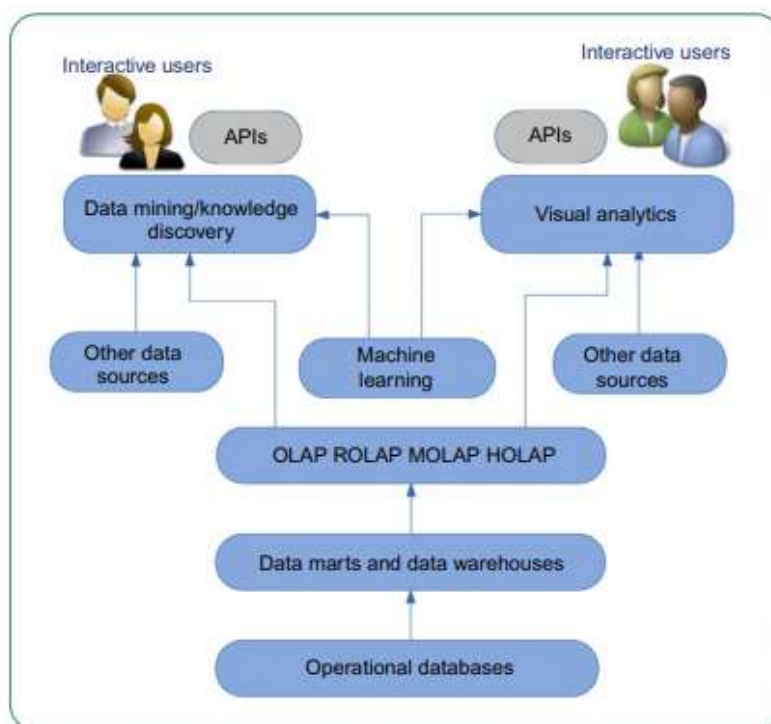 Interactive users
Interactive users
APIs
APIs
Data mining/knowledge
discovery
Visual analytics
Other data
sources
Machine
learning
Other data
sources
OLAP ROLAP MOLAP HOLAP
Data marts and data warehouses
Operational databases